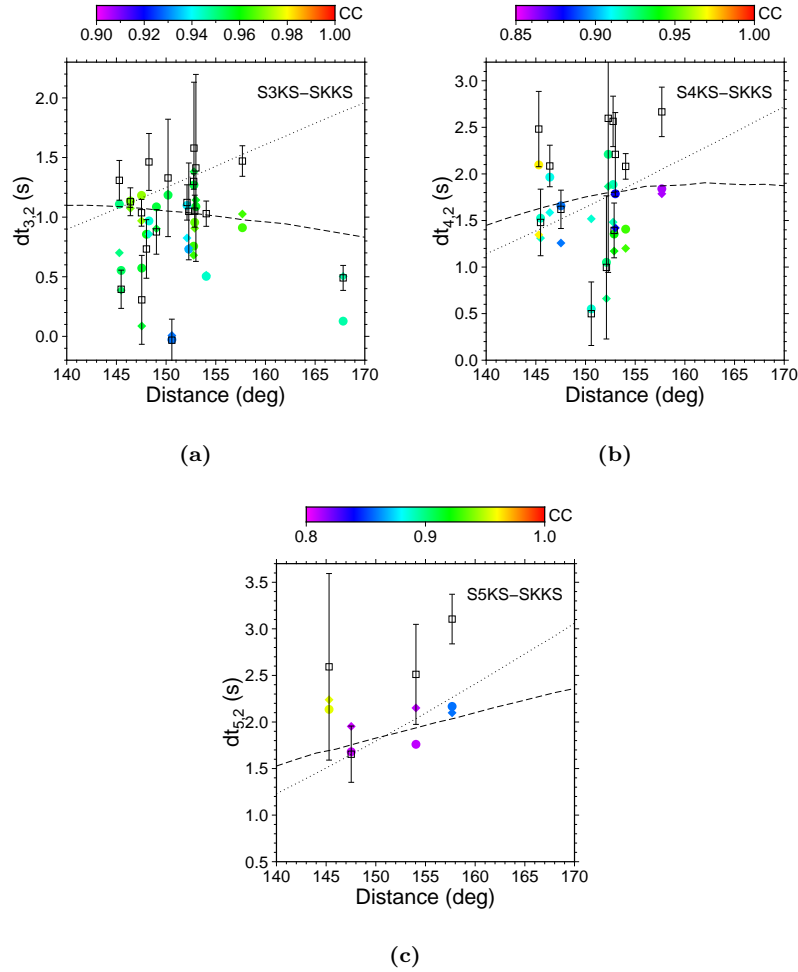 CC
0.90 0.92 0.94 0.96 0.98 1.00
S3KS−SKKS
dt3,2 (s)
0.0
0.5
1.0
1.5
2.0
140 145 150 155 160 165 170
Distance (deg)
(a)
CC
0.85 0.90 0.95 1.00
S4KS−SKKS
dt4,2 (s)
0.0
0.5
1.0
1.5
2.0
2.5
3.0
140 145 150 155 160 165 170
Distance (deg)
(b)
CC
0.8 0.9 1.0
S5KS−SKKS
dt5,2 (s)
0.5
1.0
1.5
2.0
2.5
3.0
3.5
140 145 150 155 160 165 170
Distance (deg)
(c)